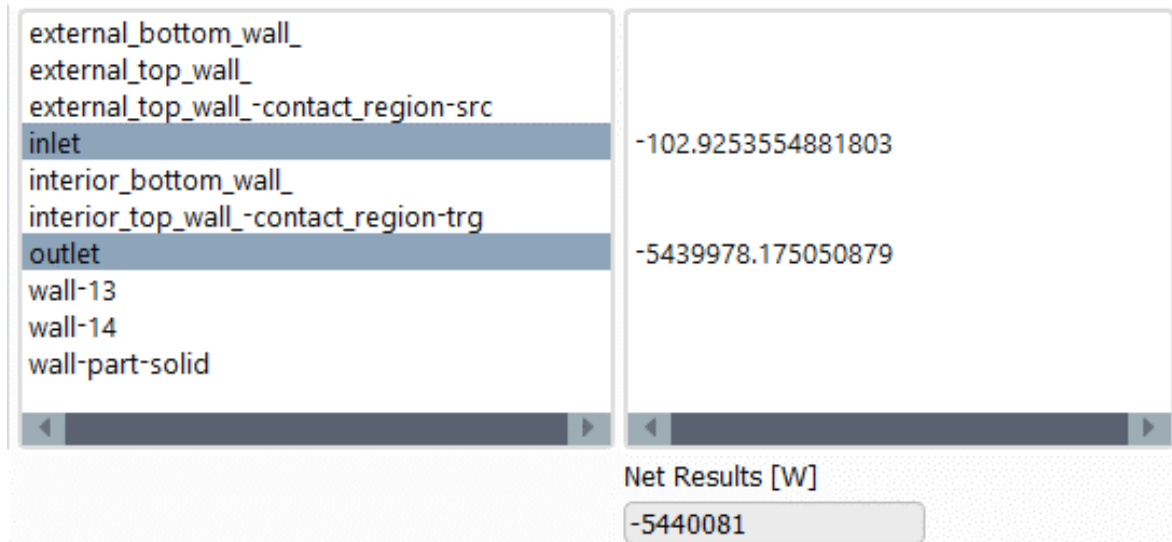 external_bottom_wall_
external_top_wall_
external_top_wall_-contact_region-src
inlet
-102.9253554881803
interior_bottom_wall_
interior_top_wall_-contact_region-trg
outlet
-5439978.175050879
wall-13
wall-14
wall-part-solid
Net Results [W]
-5440081